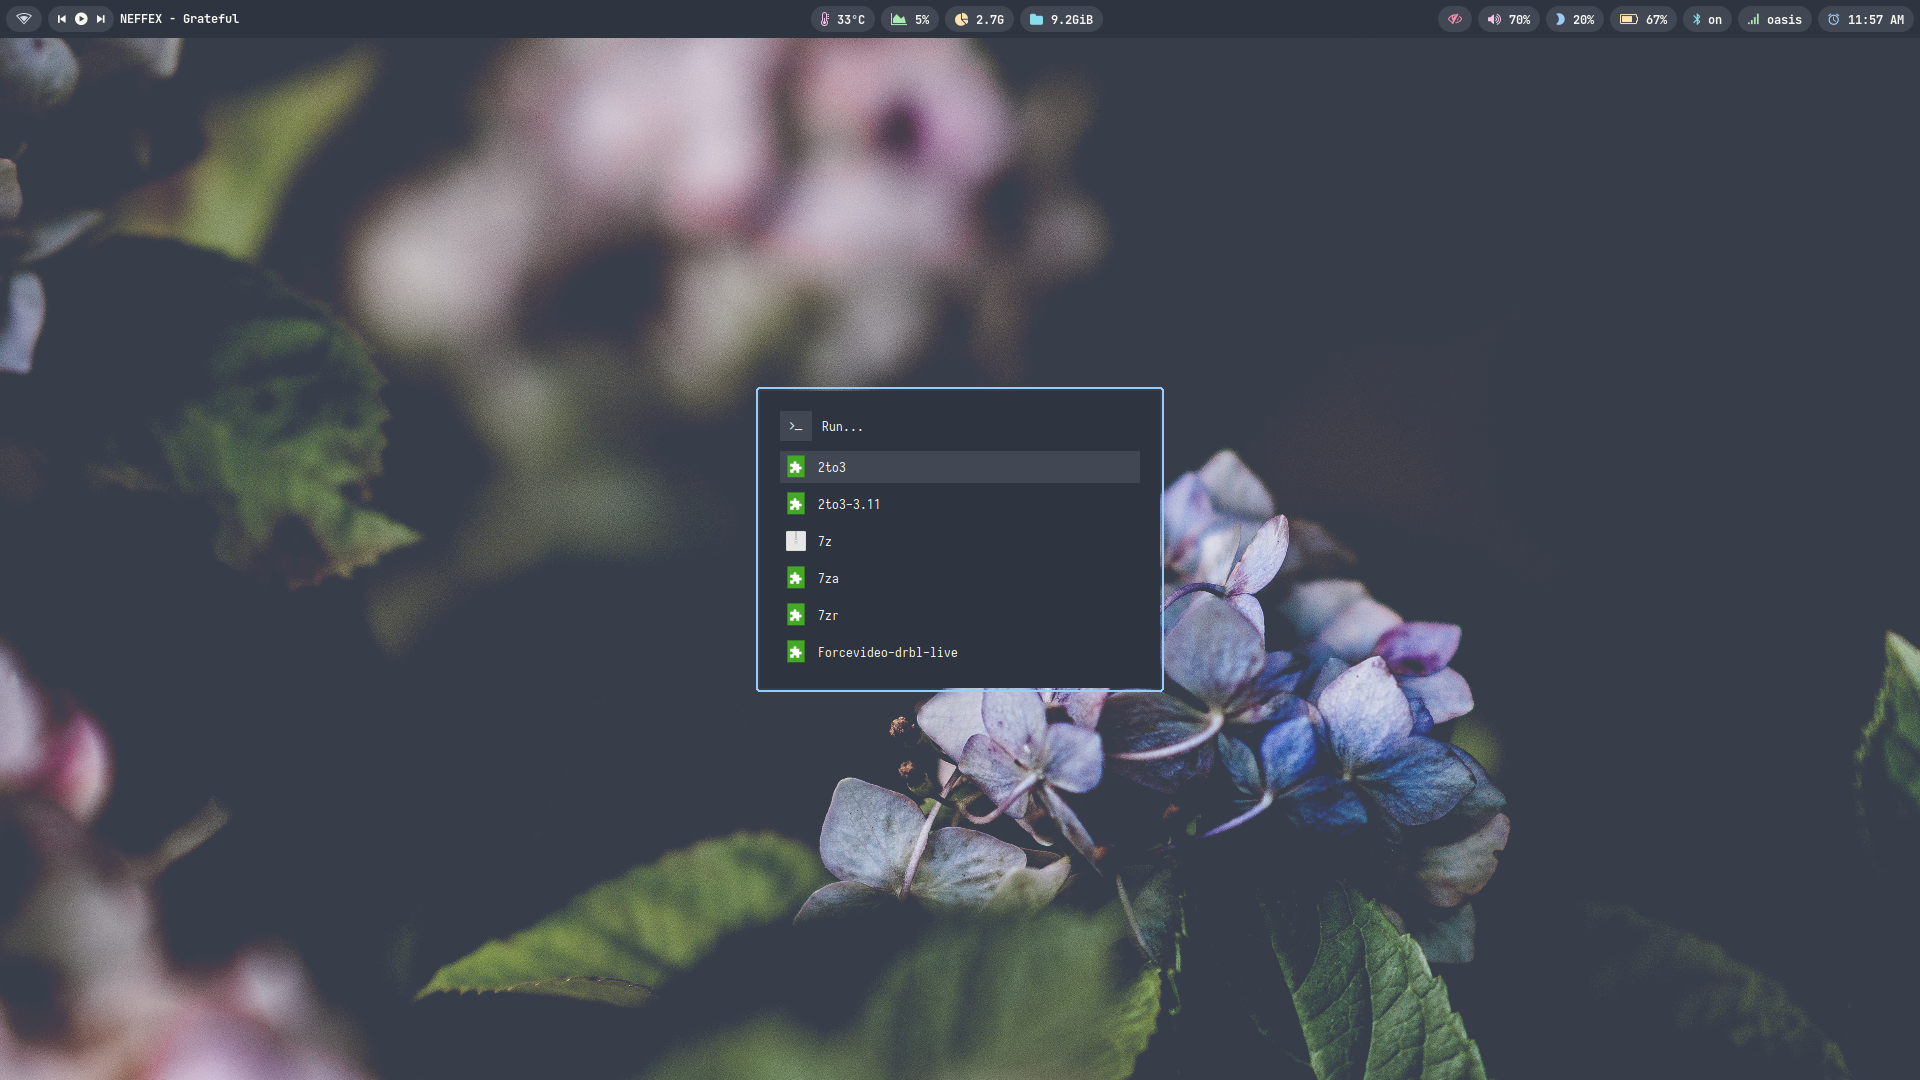 NEFFEX - Grateful
33°C
5%
2.7G
9.2GiB
70%
20%
67%
on
oasis
11:57 AM
Run...
2to3
2to3-3.11
7z
7za
7zr
Forcevideo-drbl-live